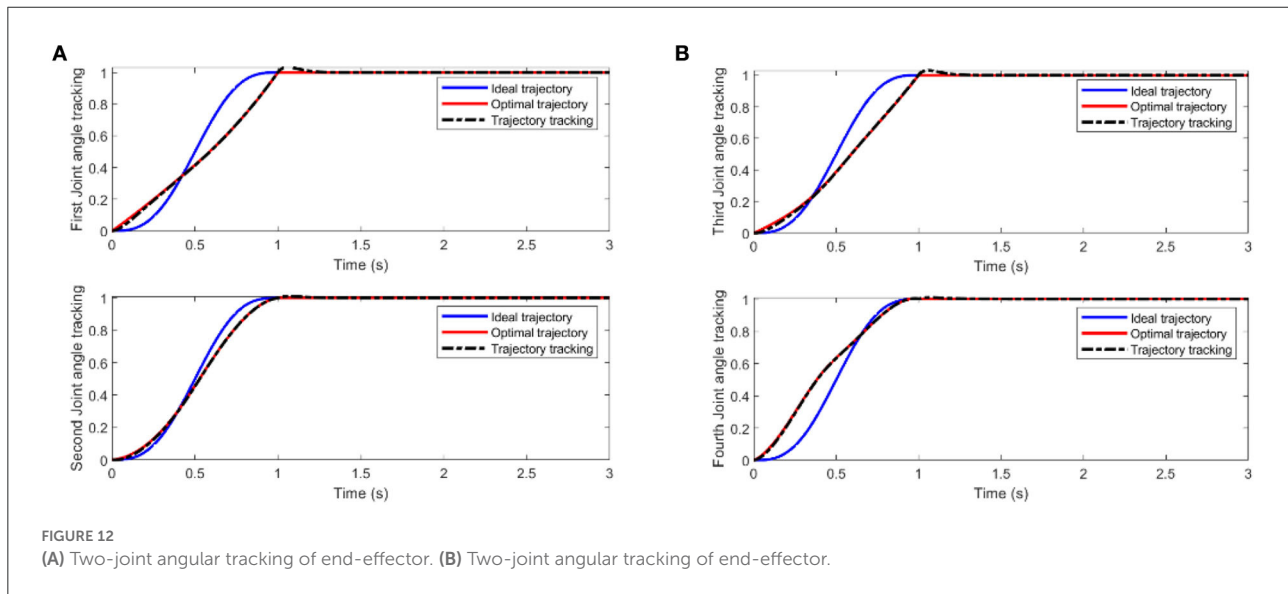 A
First Joint angle tracking
1
0.8
0.6
0.4
0.2
0
Ideal trajectory
Optimal trajectory
Trajectory tracking
0 0.5 1 1.5 2 2.5 3
Time (s)
Second Joint angle tracking
1
0.8
0.6
0.4
0.2
0
Ideal trajectory
Optimal trajectory
Trajectory tracking
0 0.5 1 1.5 2 2.5 3
Time (s)
B
Third Joint angle tracking
1
0.8
0.6
0.4
0.2
0
Ideal trajectory
Optimal trajectory
Trajectory tracking
0 0.5 1 1.5 2 2.5 3
Time (s)
Fourth Joint angle tracking
1
0.8
0.6
0.4
0.2
0
Ideal trajectory
Optimal trajectory
Trajectory tracking
0 0.5 1 1.5 2 2.5 3
Time (s)
FIGURE 12
(A) Two-joint angular tracking of end-effector. (B) Two-joint angular tracking of end-effector.